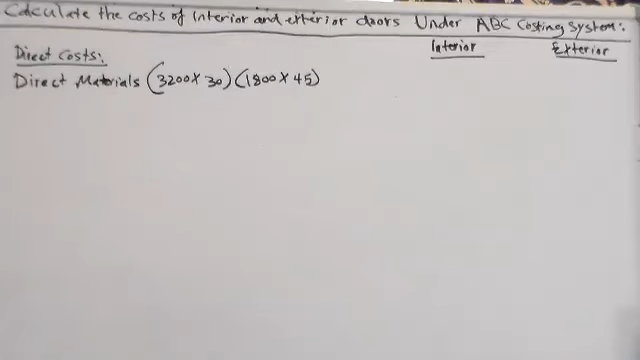 Calculate the costs of Interior and exterior doors Under ABC Costing System:
Interior Exterior
Direct Costs:
Direct Materials (3200 X 30) (1800 X 45)